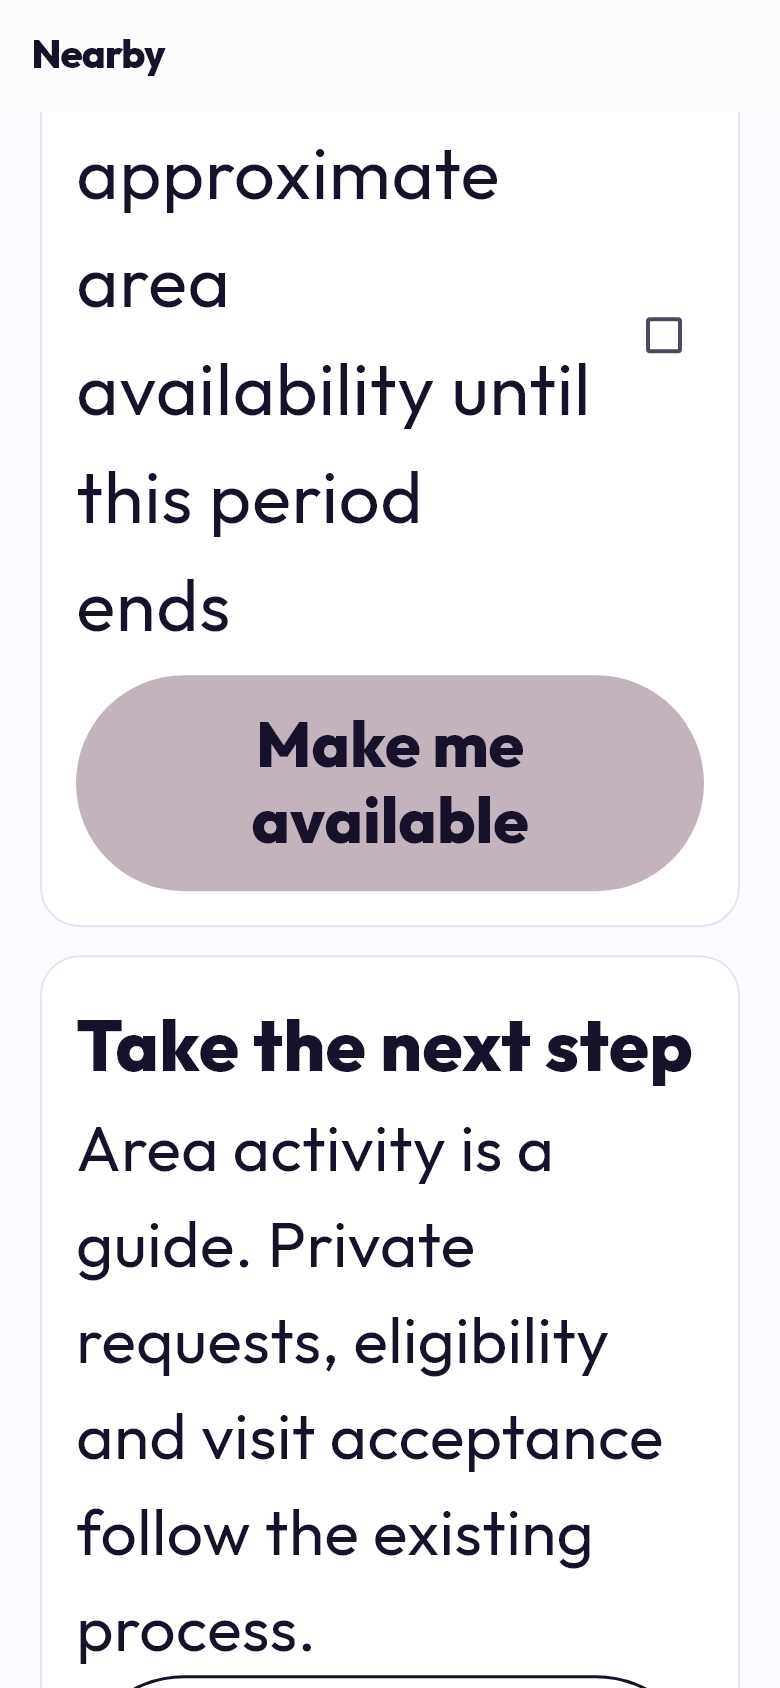 Nearby
approximate
area
availability until
this period
ends
Make me
available
Take the next step
Area activity is a
guide. Private
requests, eligibility
and visit acceptance
follow the existing
process.